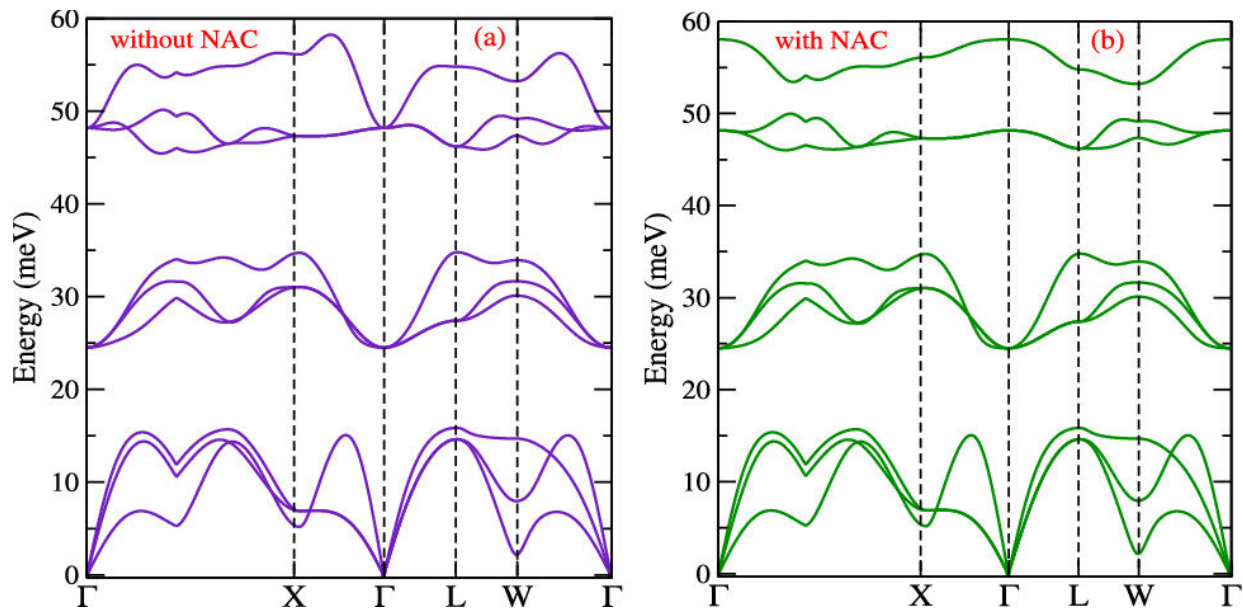 without NAC
(a)
Energy (meV)
60
50
40
30
20
10
0
Γ X Γ L W Γ
with NAC
(b)
Energy (meV)
60
50
40
30
20
10
0
Γ X Γ L W Γ